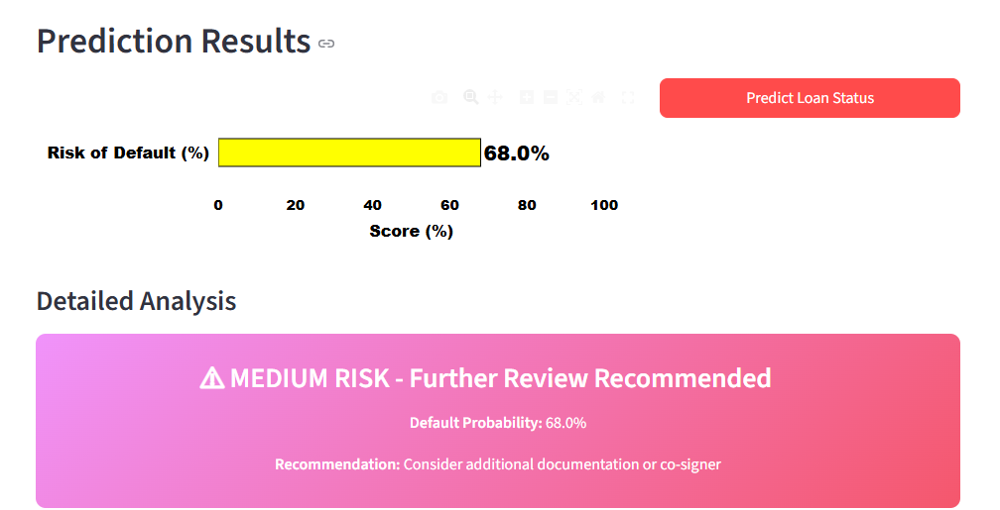 Prediction Results
Predict Loan Status
Risk of Default (%) 68.0%
0 20 40 60 80 100
Score (%)
Detailed Analysis
⚠ MEDIUM RISK - Further Review Recommended
Default Probability: 68.0%
Recommendation: Consider additional documentation or co-signer